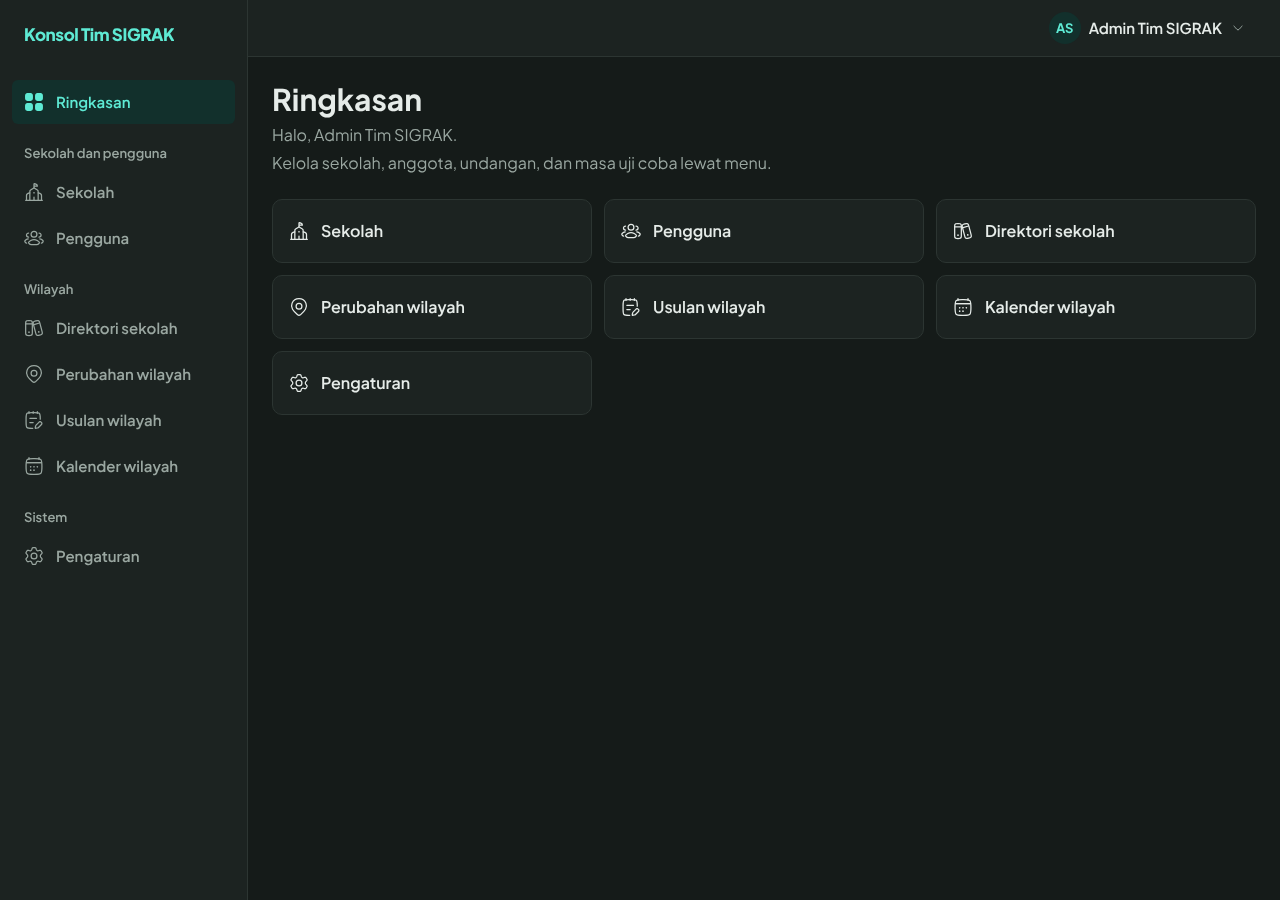 Konsol Tim SIGRAK
Ringkasan
Sekolah dan pengguna
Sekolah
Pengguna
Wilayah
Direktori sekolah
Perubahan wilayah
Usulan wilayah
Kalender wilayah
Sistem
Pengaturan
AS Admin Tim SIGRAK
Ringkasan
Halo, Admin Tim SIGRAK.
Kelola sekolah, anggota, undangan, dan masa uji coba lewat menu.
Sekolah
Pengguna
Direktori sekolah
Perubahan wilayah
Usulan wilayah
Kalender wilayah
Pengaturan